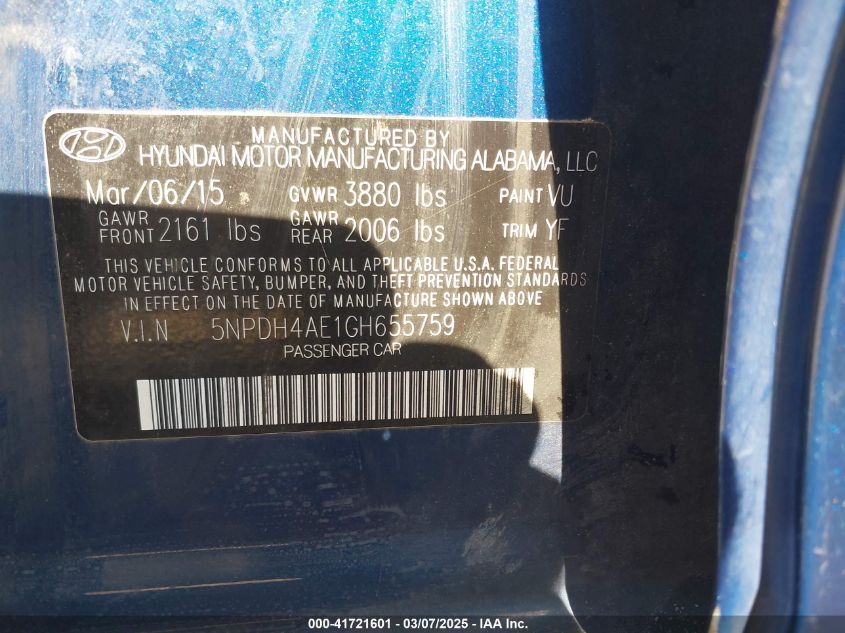 MANUFACTURED BY
HYUNDAI MOTOR MANUFACTURING ALABAMA, LLC
Mar/06/15 GVWR 3880 lbs PAINT VU
GAWR FRONT 2161 lbs GAWR REAR 2006 lbs TRIM YF
THIS VEHICLE CONFORMS TO ALL APPLICABLE U.S.A. FEDERAL
MOTOR VEHICLE SAFETY, BUMPER, AND THEFT PREVENTION STANDARDS
IN EFFECT ON THE DATE OF MANUFACTURE SHOWN ABOVE
V.I.N 5NPDH4AE1GH655759
PASSENGER CAR
000-41721601 - 03/07/2025 - IAA Inc.